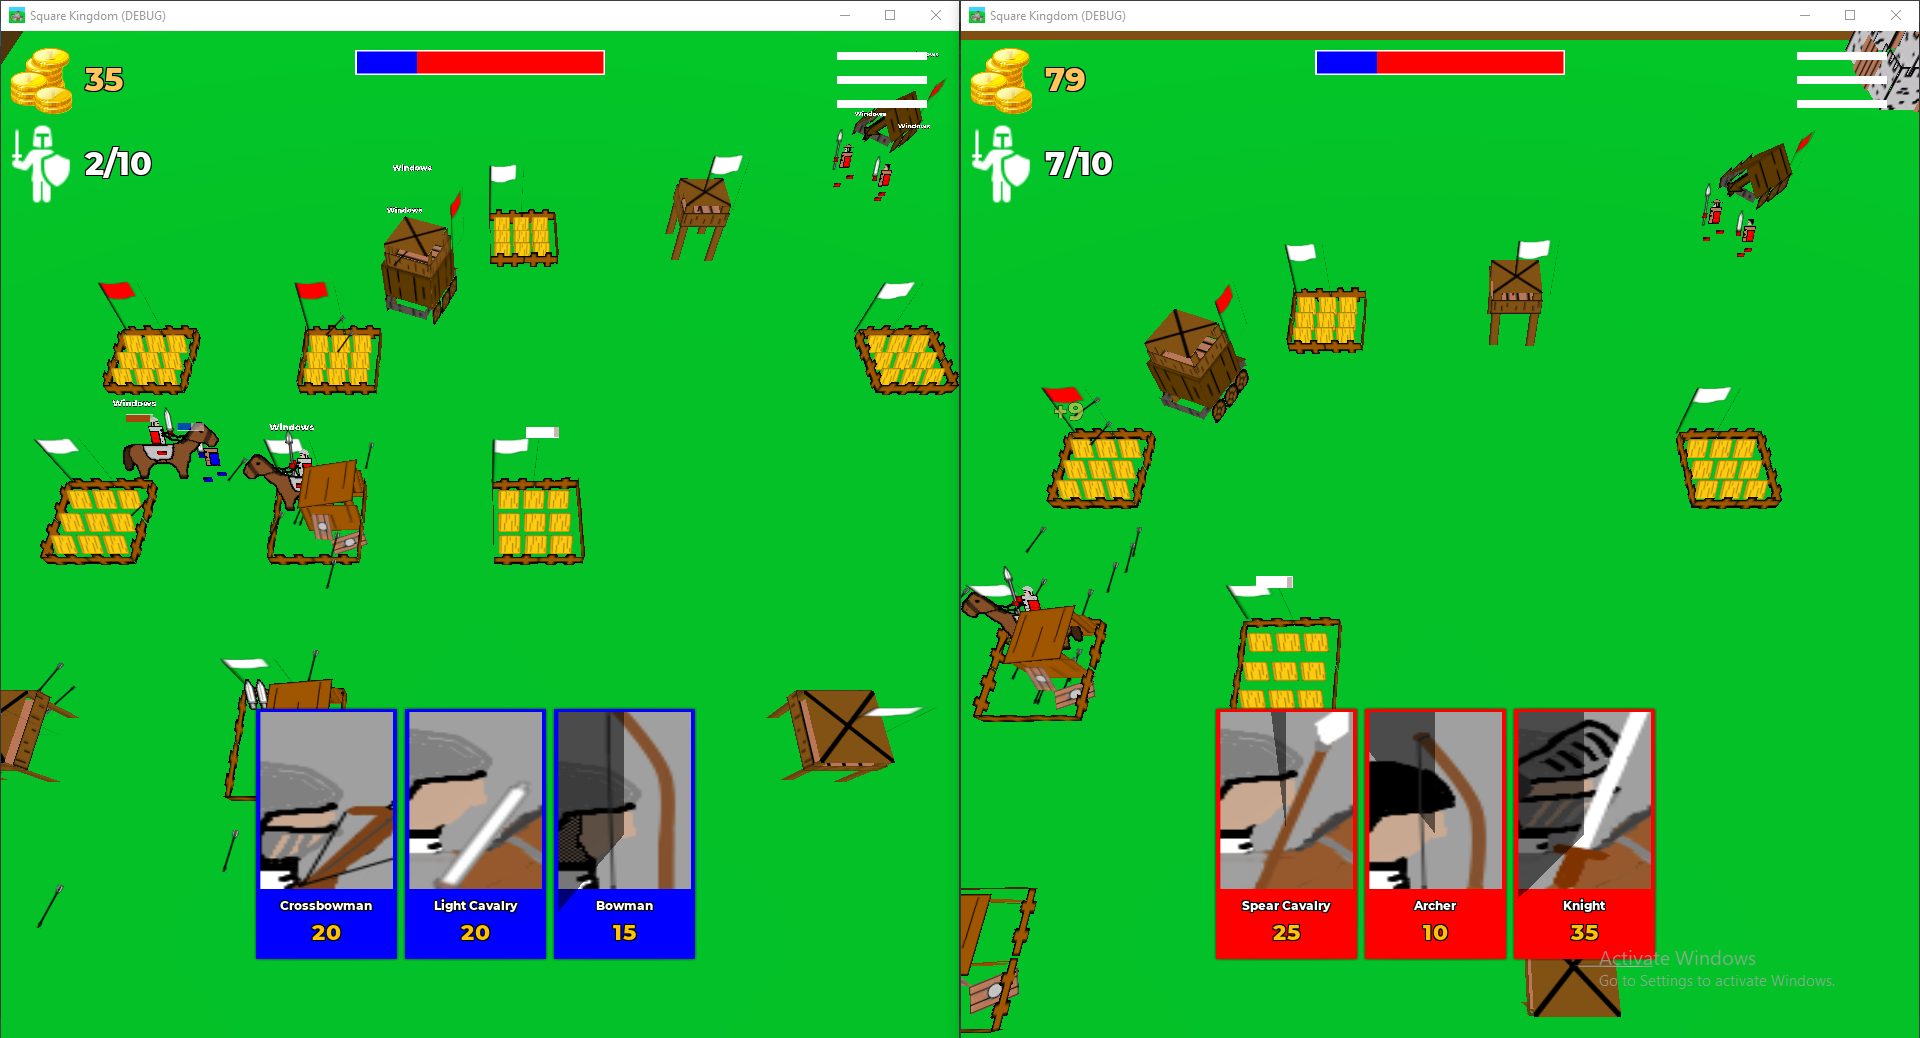 Square Kingdom (DEBUG)
35
2/10
Windows
Windows
Windows
Windows
Windows
Windows
Crossbowman
20
Light Cavalry
20
Bowman
15
Square Kingdom (DEBUG)
79
7/10
+9
Spear Cavalry
25
Archer
10
Knight
35
Activate Windows
Go to Settings to activate Windows.